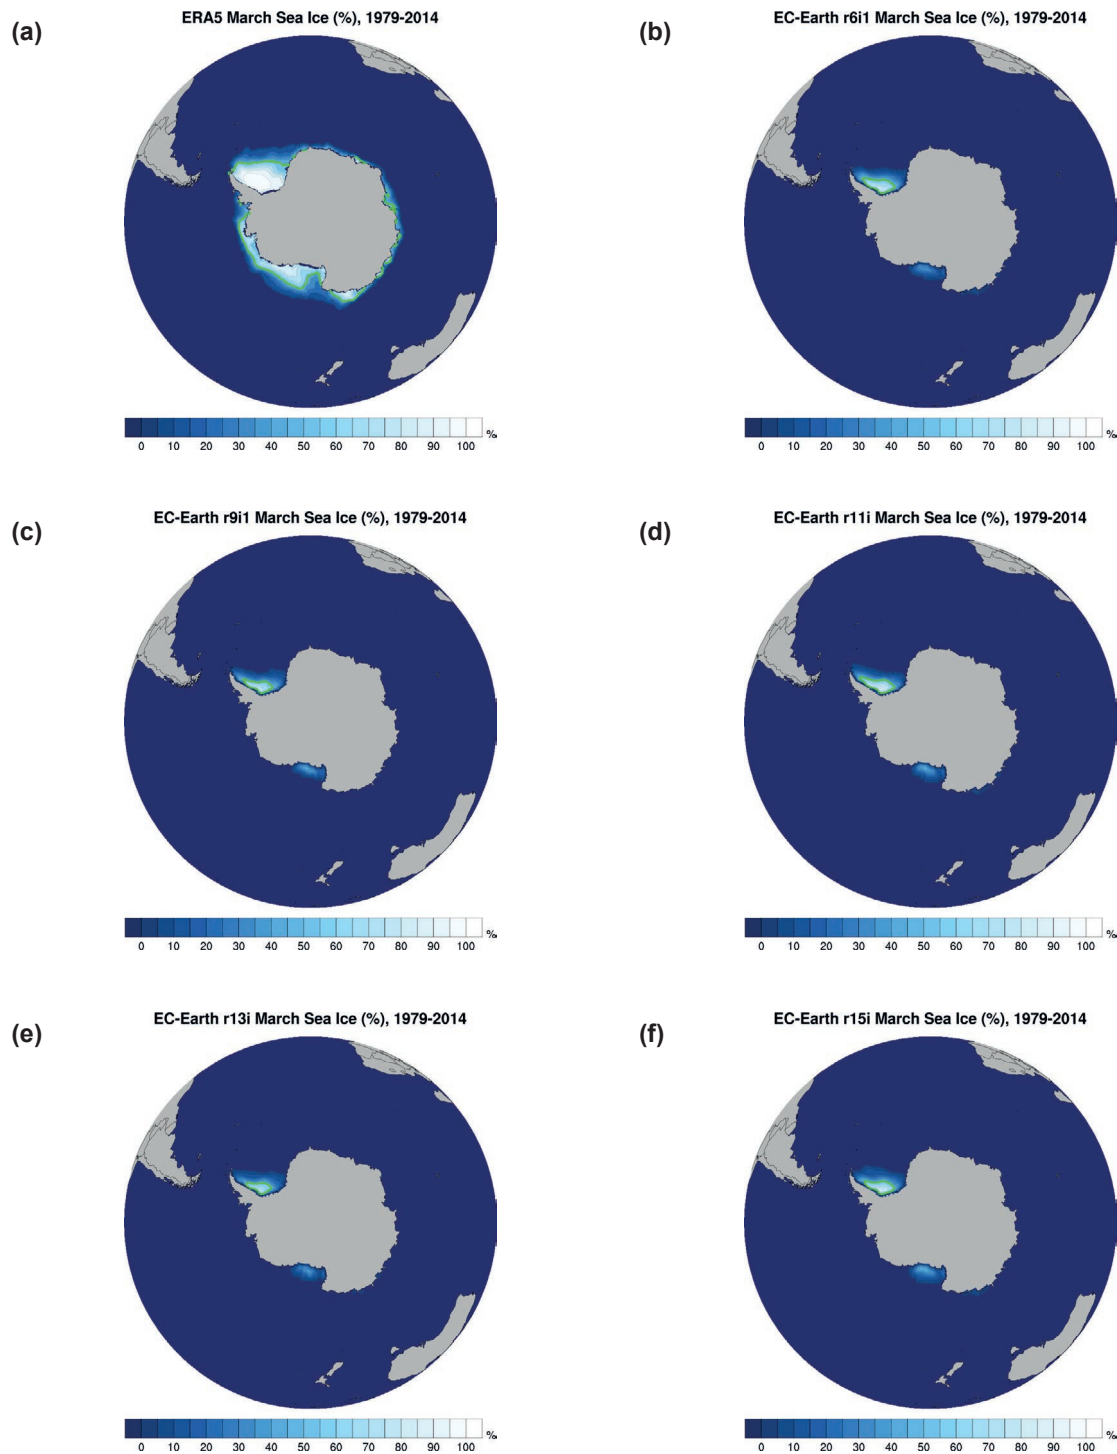 (a)
ERA5 March Sea Ice (%), 1979-2014
0 10 20 30 40 50 60 70 80 90 100 %
(b)
EC-Earth r6i1 March Sea Ice (%), 1979-2014
0 10 20 30 40 50 60 70 80 90 100 %
(c)
EC-Earth r9i1 March Sea Ice (%), 1979-2014
0 10 20 30 40 50 60 70 80 90 100 %
(d)
EC-Earth r11i March Sea Ice (%), 1979-2014
0 10 20 30 40 50 60 70 80 90 100 %
(e)
EC-Earth r13i March Sea Ice (%), 1979-2014
0 10 20 30 40 50 60 70 80 90 100 %
(f)
EC-Earth r15i March Sea Ice (%), 1979-2014
0 10 20 30 40 50 60 70 80 90 100 %